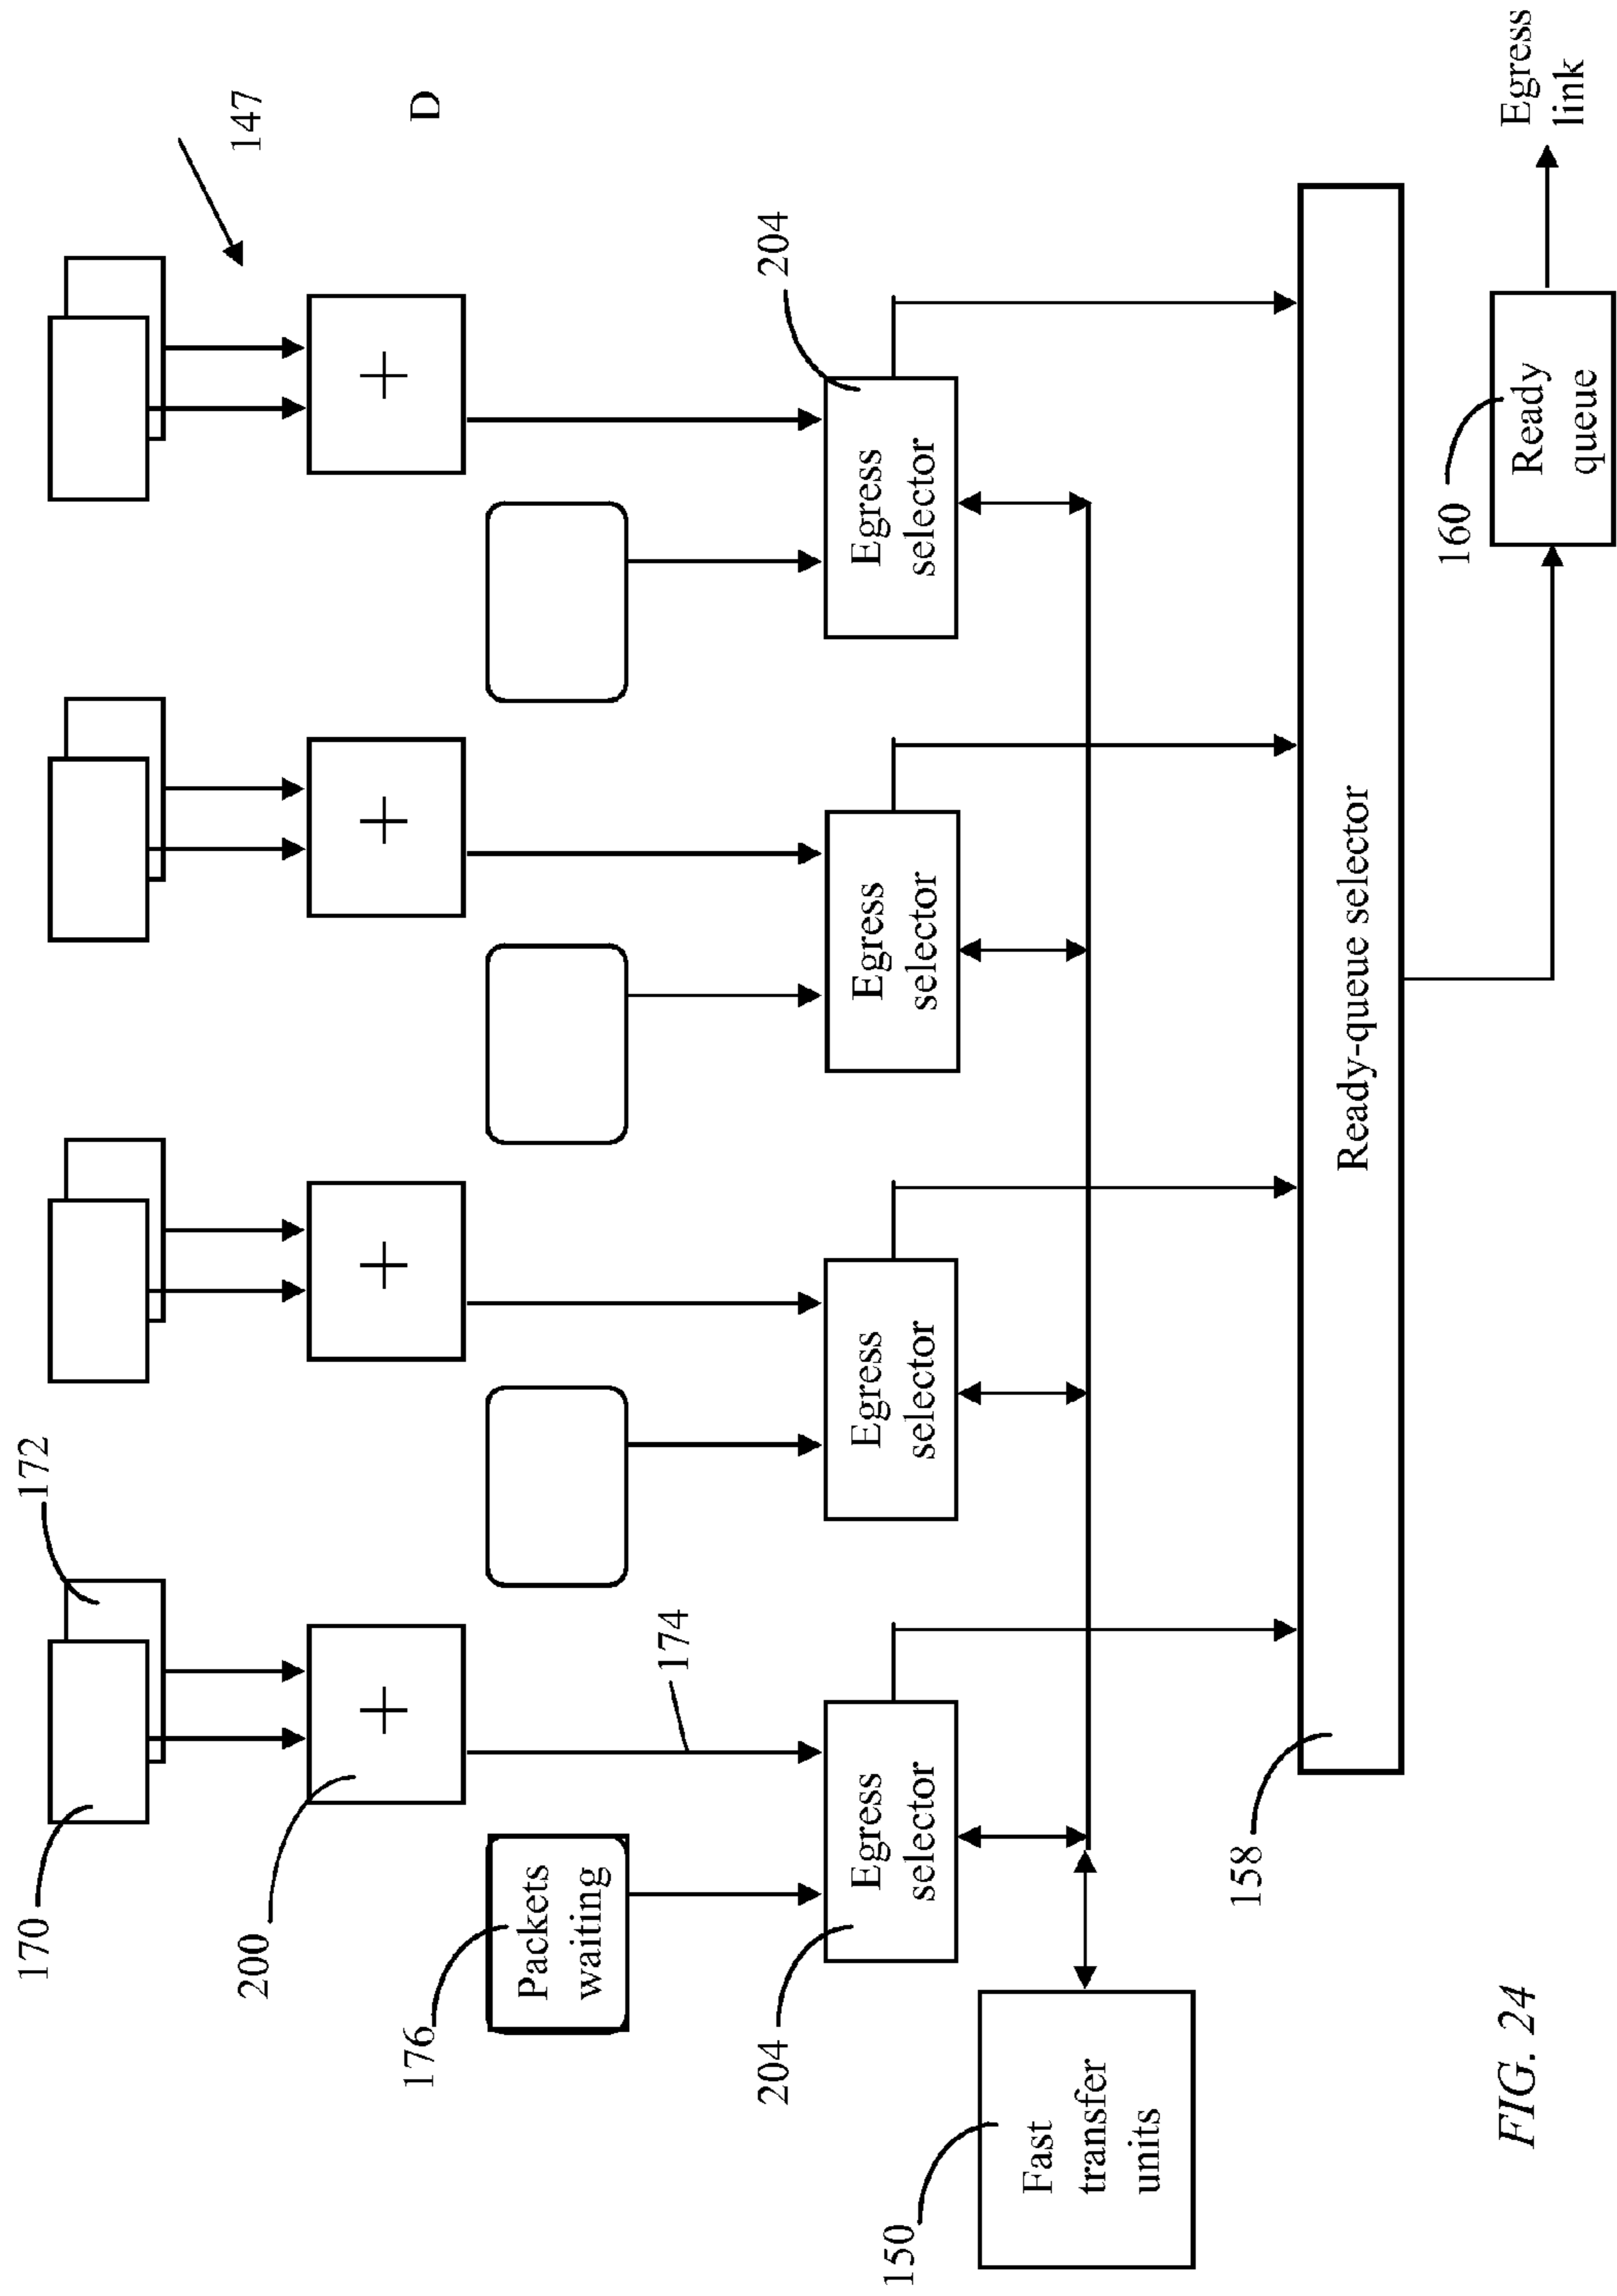 170
172
200
147
+
+
+
+
176
D
Packets
waiting
174
204
204
Egress
selector
Egress
selector
Egress
selector
Egress
selector
150
Fast
transfer
units
158
Ready-queue selector
160
Ready
queue
Egress
link
FIG. 24